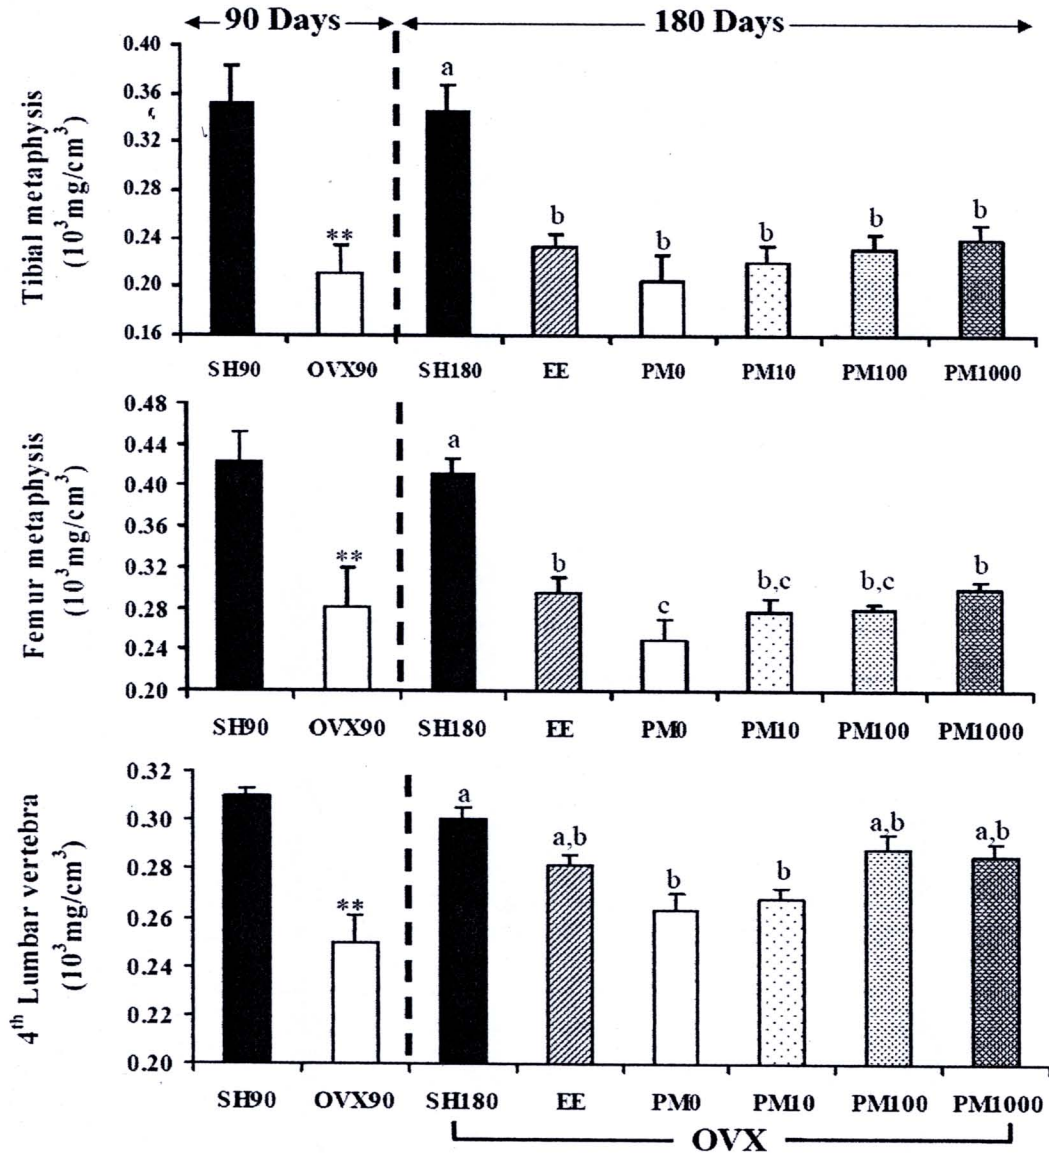 90 Days 180 Days
Tibial metaphysis
(10³mg/cm³)
0.40
0.36
0.32
0.28
0.24
0.20
0.16
**
a
b
b
b
b
b
SH90 OVX90 SH180 EE PM0 PM10 PM100 PM1000
Femur metaphysis
(10³mg/cm³)
0.48
0.44
0.40
0.36
0.32
0.28
0.24
0.20
**
a
b
c
b,c
b,c
b
SH90 OVX90 SH180 EE PM0 PM10 PM100 PM1000
4th Lumbar vertebra
(10³mg/cm³)
0.32
0.30
0.28
0.26
0.24
0.22
0.20
**
a
a,b
b
b
a,b
a,b
SH90 OVX90 SH180 EE PM0 PM10 PM100 PM1000
OVX